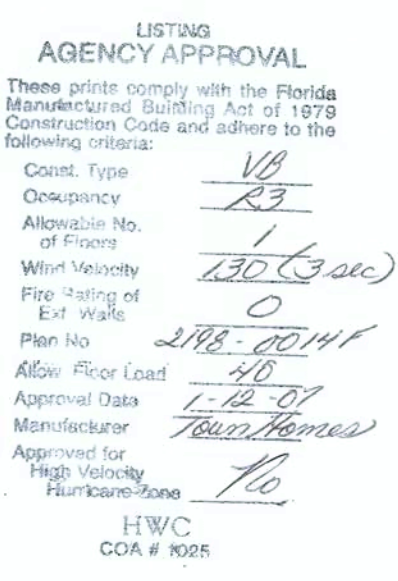 LISTING
AGENCY APPROVAL
These prints comply with the Florida
Manufactured Building Act of 1979
Construction Code and adhere to the
following criteria:
Const. Type VB
Occupancy R3
Allowable No.
of Floors 1
Wind Velocity 130 (3 sec)
Fire Rating of
Ext Walls 0
Plan No 2198-0014F
Allow Floor Load 40
Approval Date 1-12-07
Manufacturer Town Homes
Approved for
High Velocity
Hurricane Zone No
HWC
COA # 1025